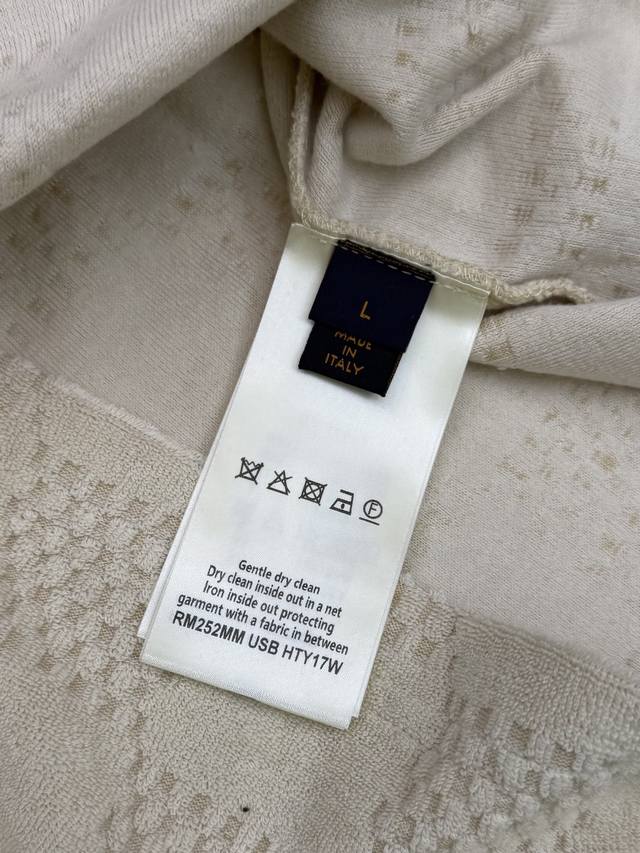 L
MADE
IN
ITALY
F
Gentle dry clean
Dry clean inside out in a net
Iron inside out protecting
garment with a fabric in between
RM252MM USB HTY17W